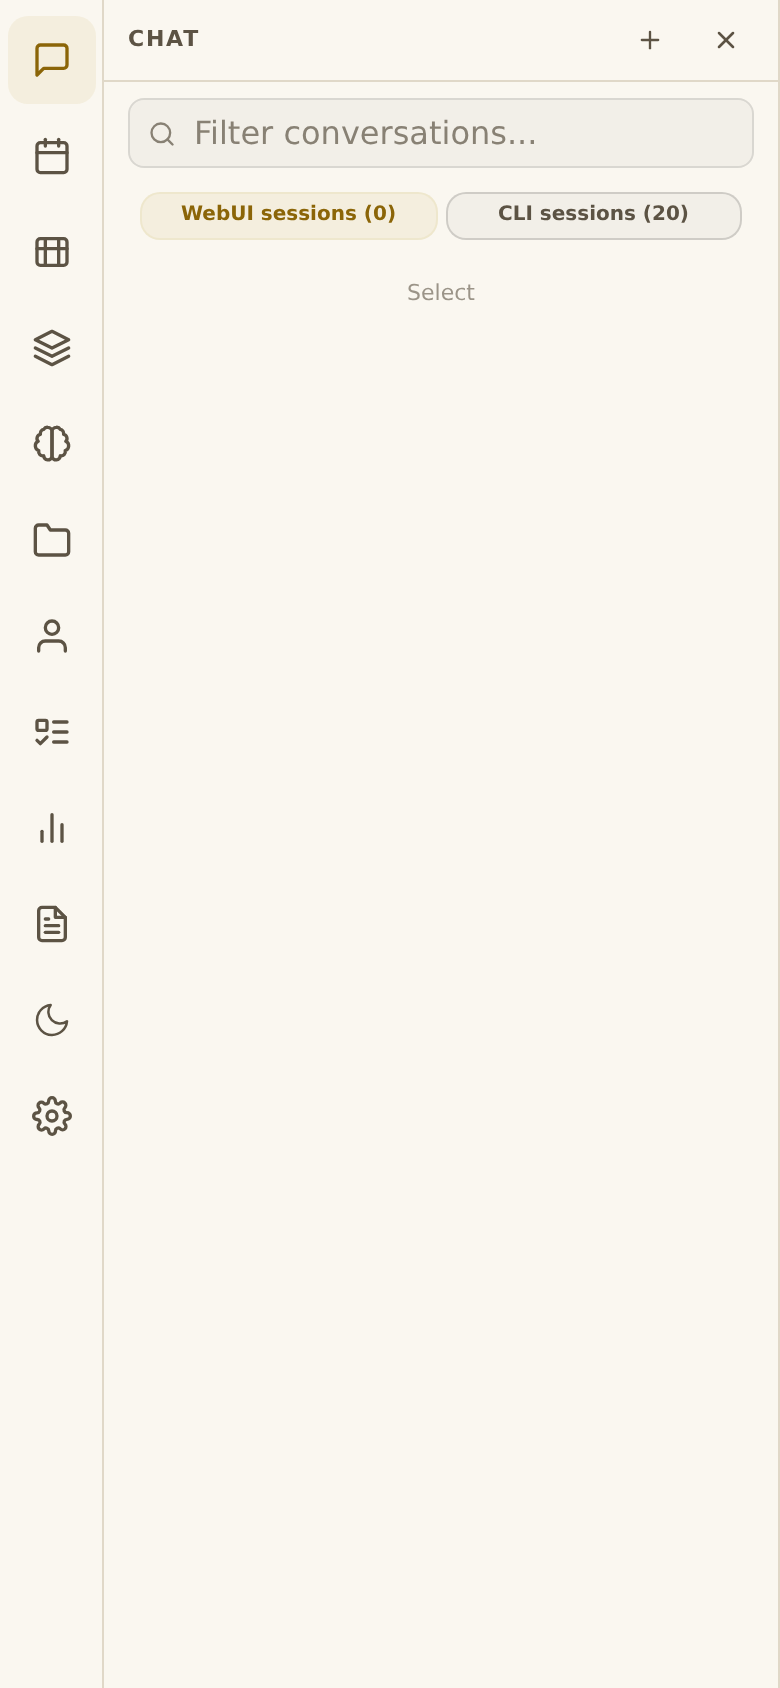 CHAT
Filter conversations...
WebUI sessions (0)
CLI sessions (20)
Select